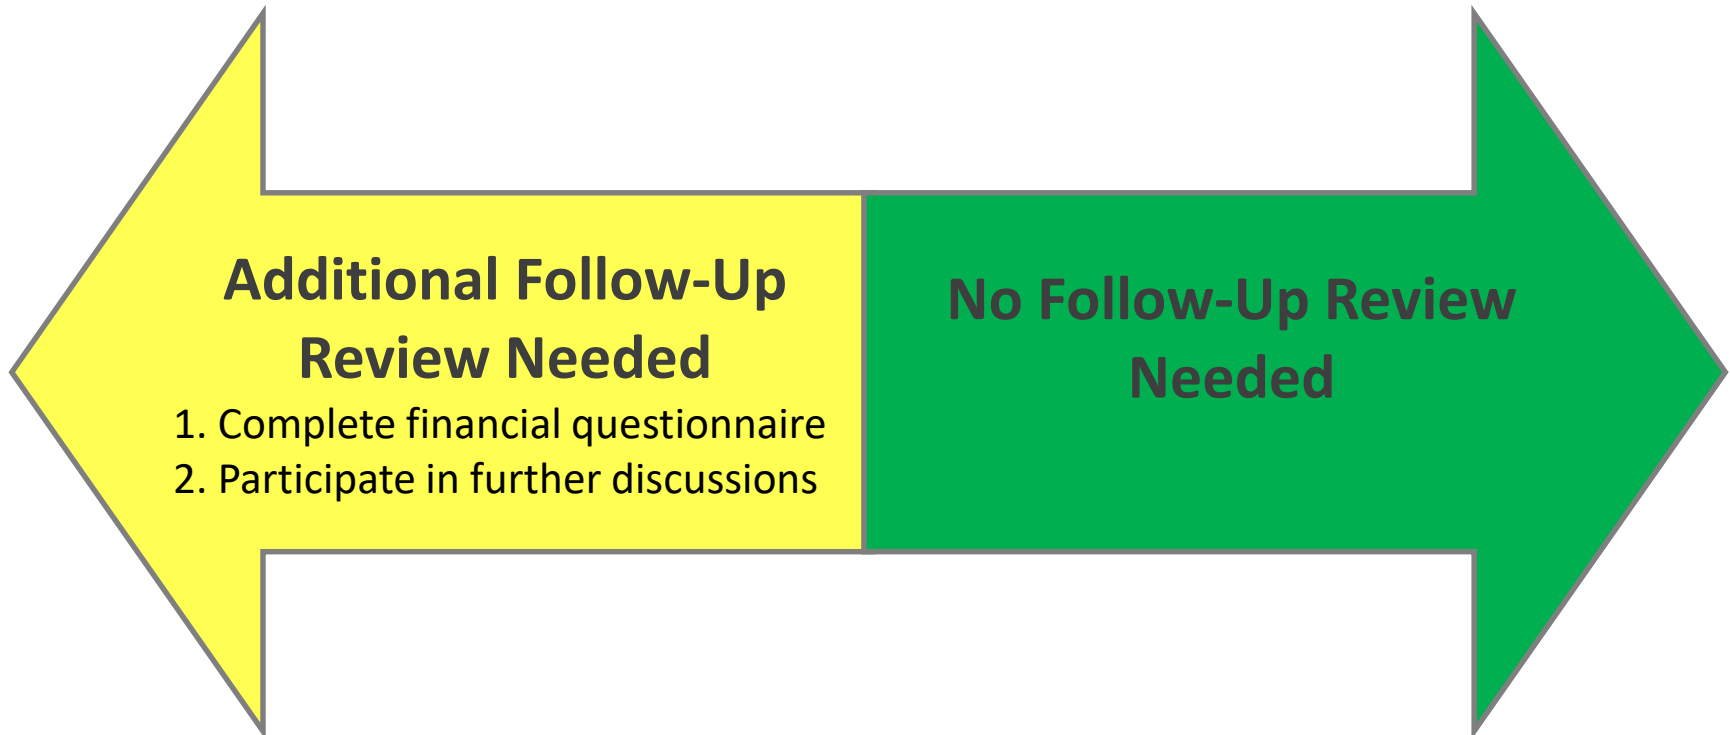 Additional Follow-Up
Review Needed
1. Complete financial questionnaire
2. Participate in further discussions
No Follow-Up Review
Needed